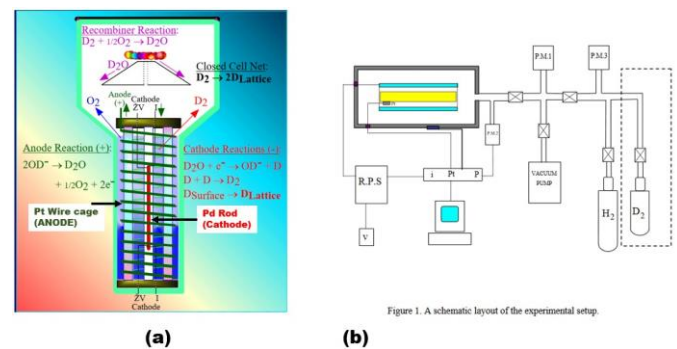 Recombiner Reaction:
D2 + 1/2O2 → D2O
D2O
Closed Cell Net:
D2 → 2DLattice
Anode
(+)
Cathode
ZV I
O2
D2
Anode Reaction (+):
2OD⁻ → D2O
+ 1/2O2 + 2e⁻
Cathode Reactions (-)
D2O + e⁻ → OD⁻ + D
D + D → D2
DSurface → DLattice
Pt Wire cage
(ANODE)
Pd Rod
(Cathode)
ZV I
Cathode
(a)
P.M.1
P.M.3
P.M.2
R.P.S
i Pt P
V
VACUUM
PUMP
H2
D2
Figure 1. A schematic layout of the experimental setup.
(b)